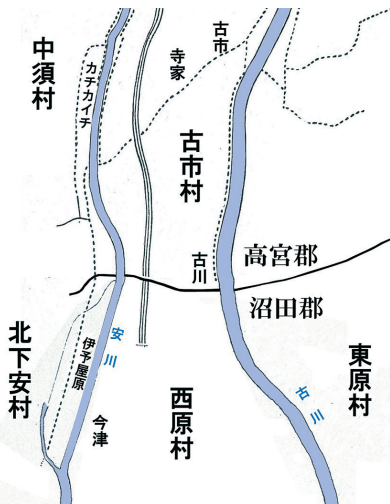 中須村
カチカイチ
寺家
古市
古市村
古川
高宮郡
沼田郡
北下安村
伊予屋原
安川
今津
西原村
古川
東原村